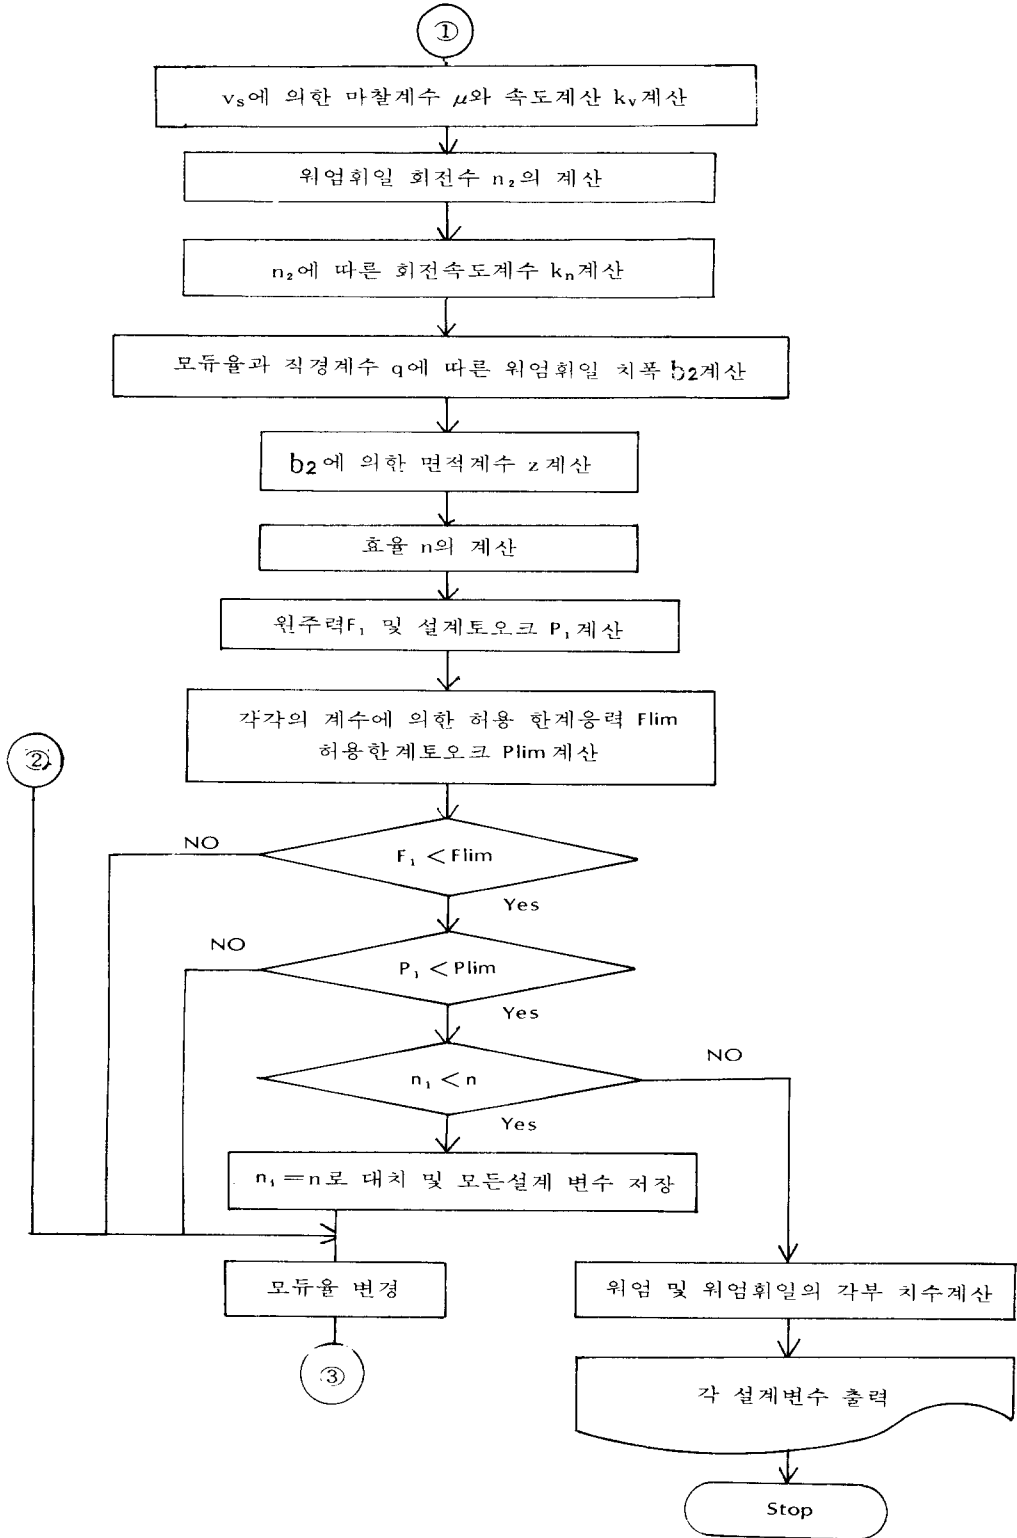 ①
vₛ에 의한 마찰계수 μ와 속도계산 kᵥ계산
워엄휘일 회전수 n₂의 계산
n₂에 따른 회전속도계수 kₙ계산
모듀율과 직경계수 q에 따른 워엄휘일 치폭 b₂계산
b₂에 의한 면적계수 z계산
효율 n의 계산
원주력F₁ 및 설계토오크 P₁계산
각각의 계수에 의한 허용 한계응력 Flim
허용한계토오크 Plim 계산
②
NO
F₁ < Flim
Yes
NO
P₁ < Plim
Yes
NO
n₁ < n
Yes
n₁ = n로 대치 및 모든설계 변수 저장
모듀율 변경
워엄 및 워엄휘일의 각부 치수계산
③
각 설계변수 출력
Stop